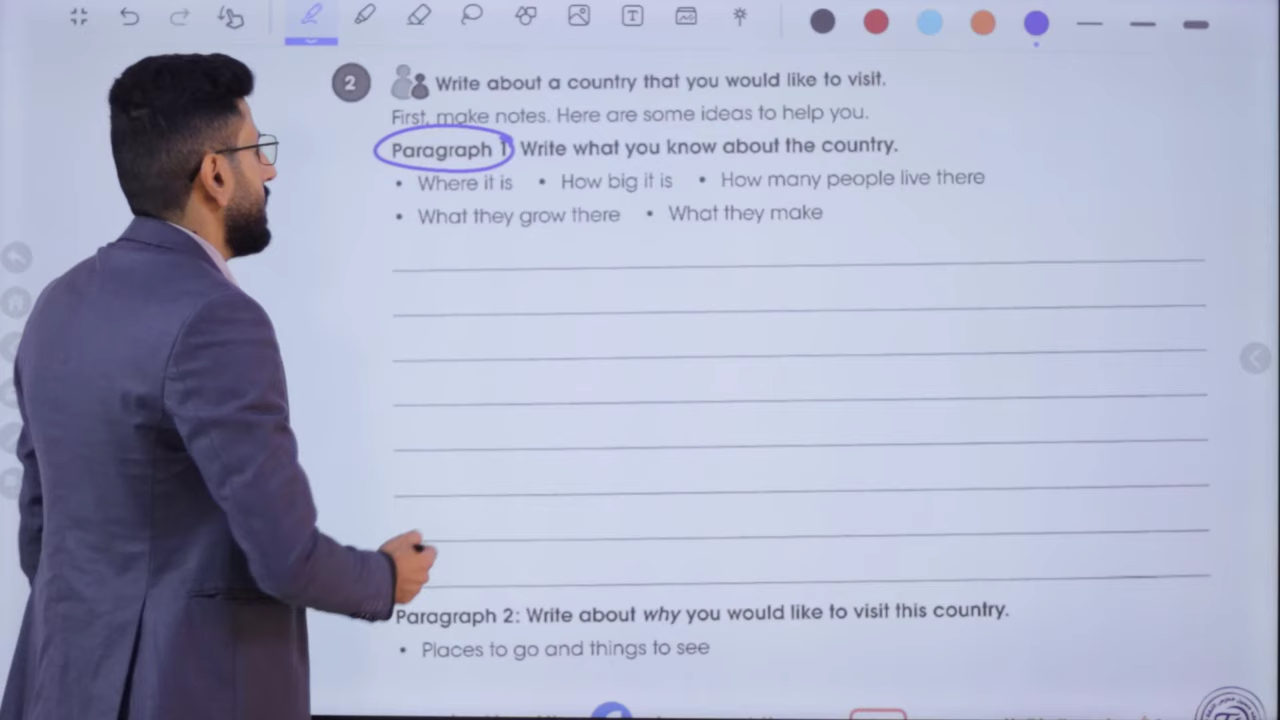 2 Write about a country that you would like to visit.
First, make notes. Here are some ideas to help you.
Paragraph 1: Write what you know about the country.
• Where it is • How big it is • How many people live there
• What they grow there • What they make
Paragraph 2: Write about why you would like to visit this country.
• Places to go and things to see